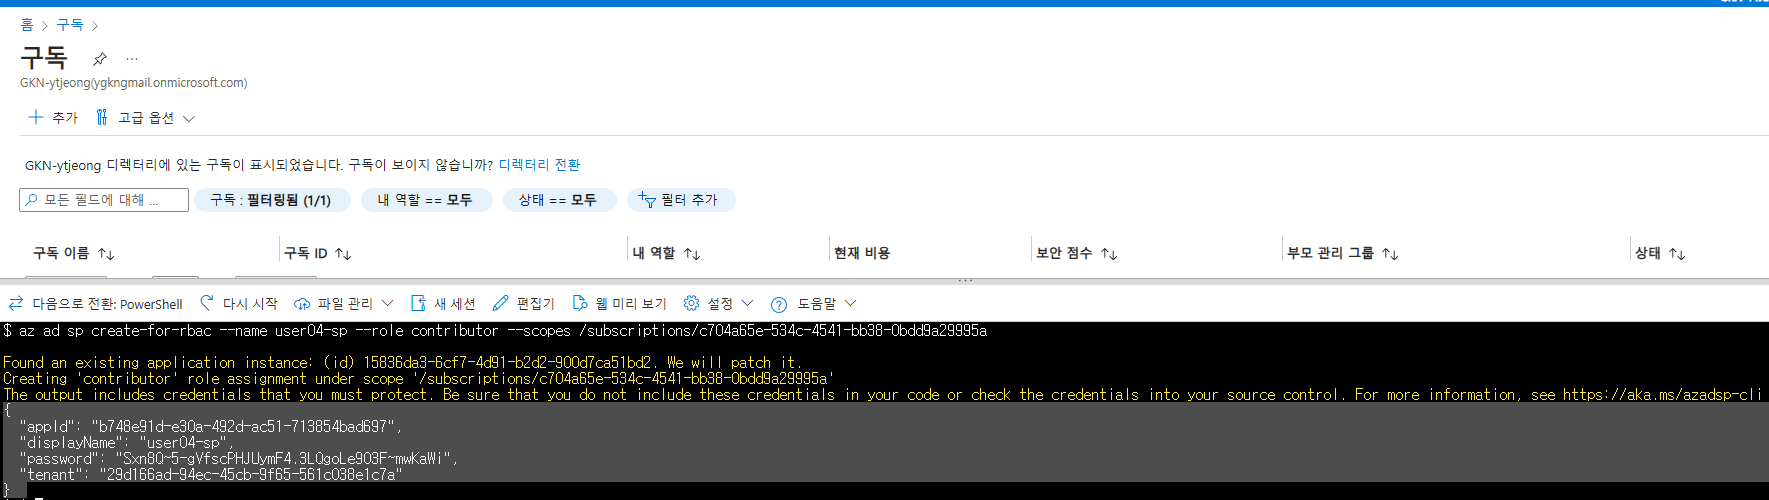 홈 > 구독 >
구독
GKN-ytjeong(ygkngmail.onmicrosoft.com)
추가 고급 옵션
GKN-ytjeong 디렉터리에 있는 구독이 표시되었습니다. 구독이 보이지 않습니까? 디렉터리 전환
모든 필드에 대해 ... 구독 : 필터링됨 (1/1) 내 역할 == 모두 상태 == 모두 필터 추가
구독 이름 구독 ID 내 역할 현재 비용 보안 점수 부모 관리 그룹 상태
다음으로 전환: PowerShell 다시 시작 파일 관리 새 세션 편집기 웹 미리 보기 설정 도움말
$ az ad sp create-for-rbac --name user04-sp --role contributor --scopes /subscriptions/c704a65e-534c-4541-bb38-0bdd9a29995a
Found an existing application instance: (id) 15836da3-6cf7-4d91-b2d2-900d7ca51bd2. We will patch it.
Creating 'contributor' role assignment under scope '/subscriptions/c704a65e-534c-4541-bb38-0bdd9a29995a'
The output includes credentials that you must protect. Be sure that you do not include these credentials in your code or check the credentials into your source control. For more information, see https://aka.ms/azadsp-cli
{
"appId": "b748e91d-e30a-492d-ac51-713854bad697",
"displayName": "user04-sp",
"password": "Sxn8Q~5-gVfscPHJUymF4.3LQgoLe9O3F~mwKaWi",
"tenant": "29d166ad-94ec-45cb-9f65-561c038e1c7a"
}